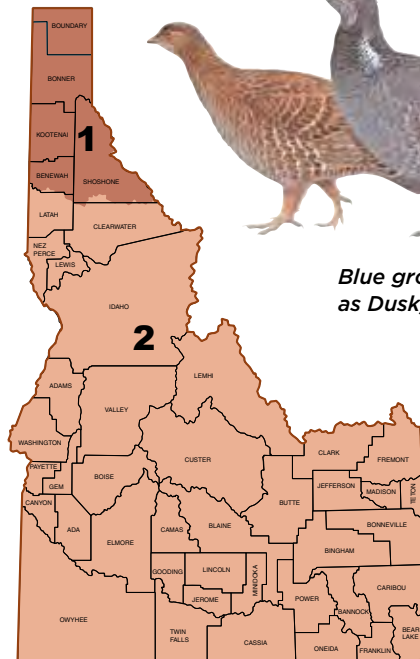 BOUNDARY
BONNER
KOOTENAI
1
BENEWAH
SHOSHONE
LATAH
CLEARWATER
NEZ
PERCE
LEWIS
Blue gro
as Dusk
IDAHO
2
LEMHI
ADAMS
VALLEY
WASHINGTON
CUSTER
CLARK
FREMONT
PAYETTE
GEM
BOISE
JEFFERSON
MADISON
TETON
CANYON
BUTTE
ADA
ELMORE
CAMAS
BLAINE
BONNEVILLE
BINGHAM
GOODING
LINCOLN
MINIDOKA
JEROME
POWER
CARIBOU
BANNOCK
OWYHEE
TWIN
FALLS
CASSIA
ONEIDA
FRANKLIN
BEAR
LAKE